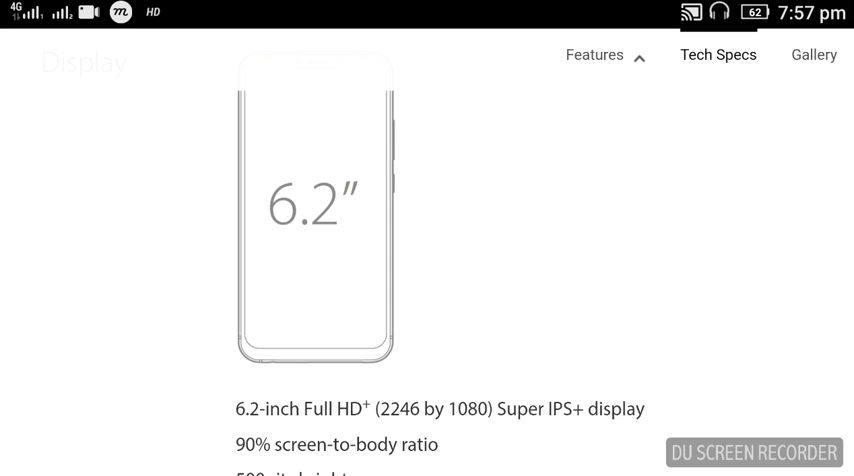 4G HD 62 7:57 pm
Display Features Tech Specs Gallery
6.2"
6.2-inch Full HD+ (2246 by 1080) Super IPS+ display
90% screen-to-body ratio
DU SCREEN RECORDER